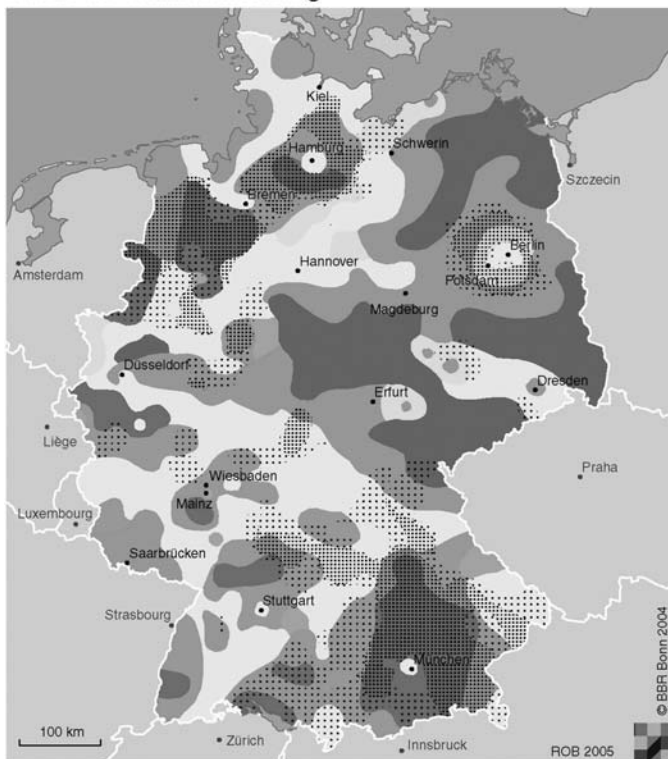 Kiel
Hamburg
Schwerin
Szczecin
Bremen
Berlin
Amsterdam
Hannover
Potsdam
Magdeburg
Düsseldorf
Dresden
Erfurt
Liège
Praha
Wiesbaden
Mainz
Luxembourg
Saarbrücken
Stuttgart
Strasbourg
München
© BBR Bonn 2004
100 km
Zürich
Innsbruck
ROB 2005